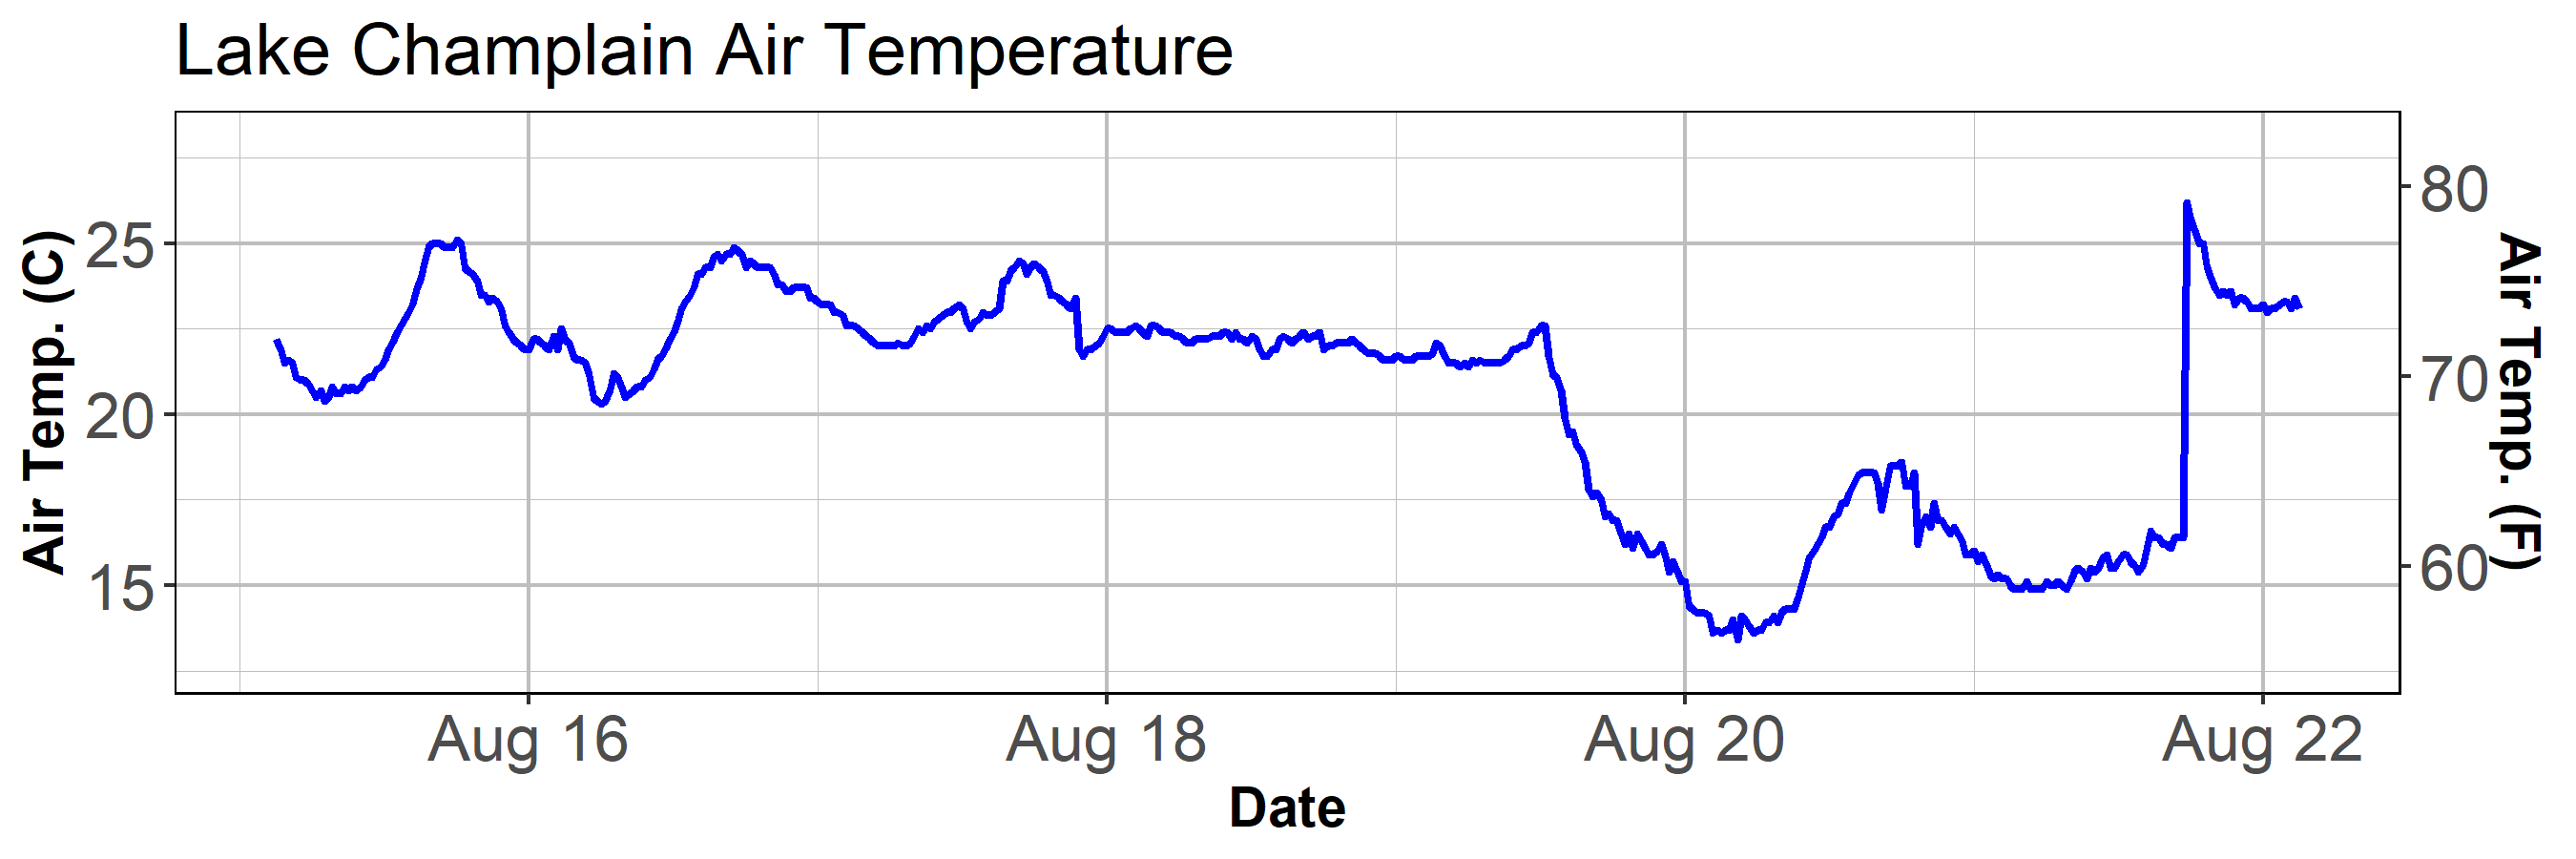 Lake Champlain Air Temperature
Air Temp. (C)
25
20
15
80
70
60
Air Temp. (F)
Aug 16
Aug 18
Aug 20
Aug 22
Date